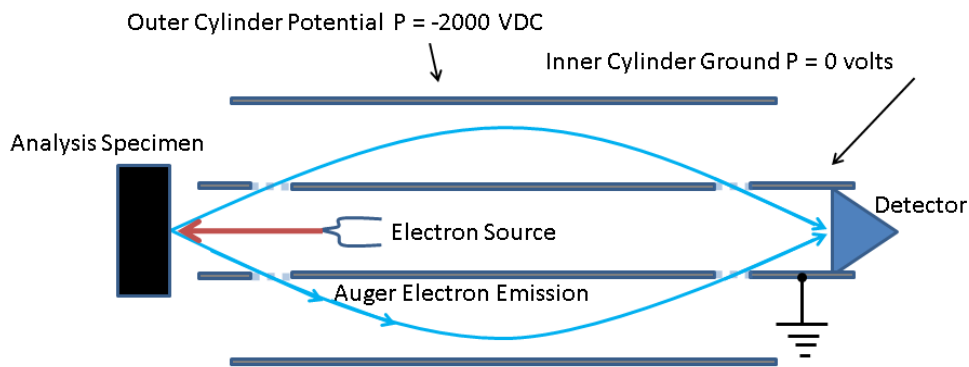 Outer Cylinder Potential P = -2000 VDC
Inner Cylinder Ground P = 0 volts
Analysis Specimen
Detector
Electron Source
Auger Electron Emission